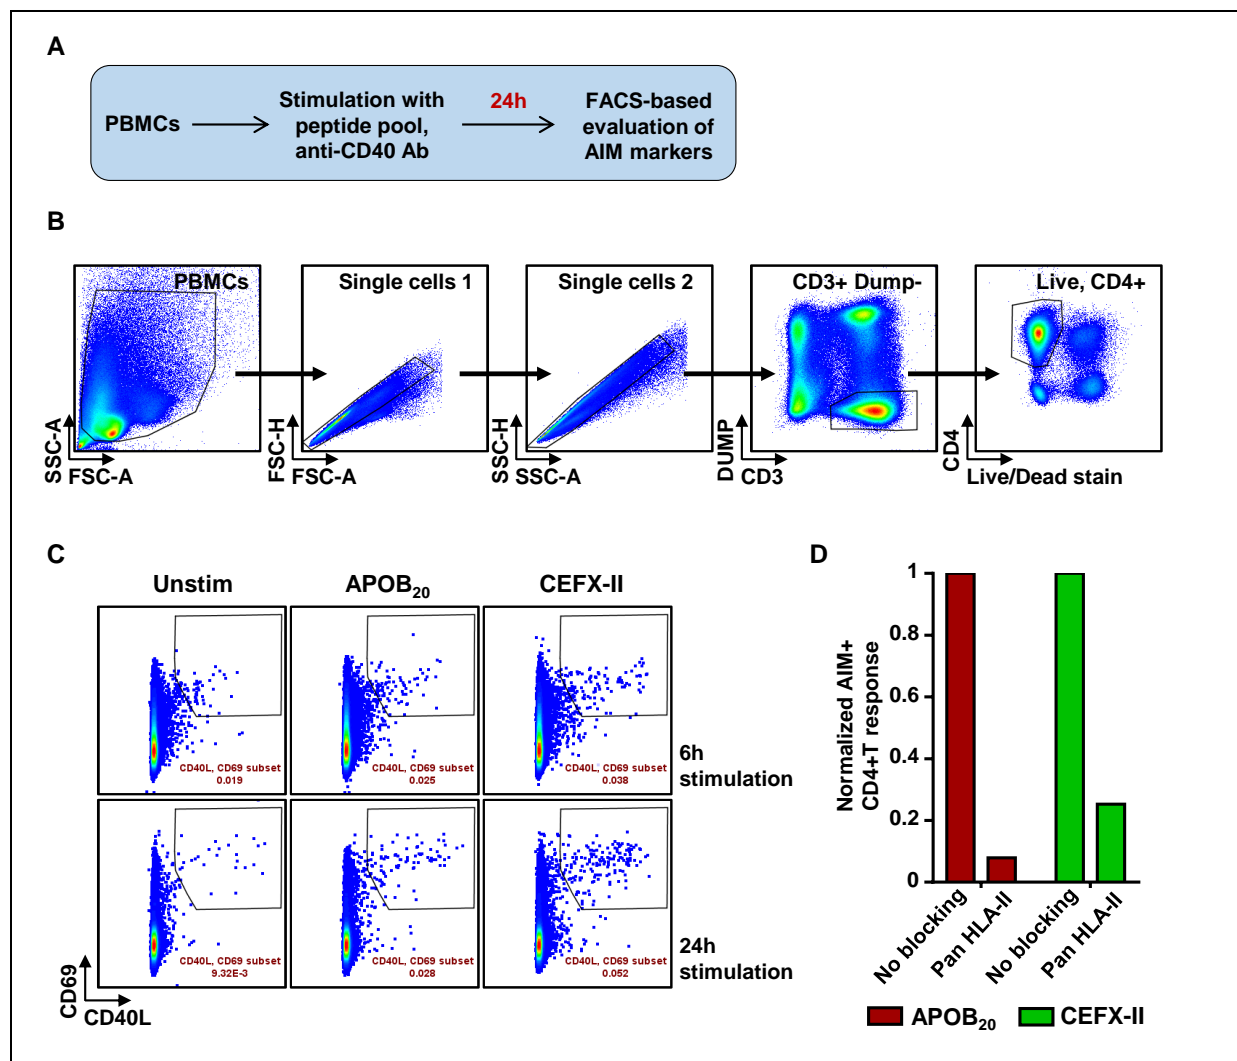 A
PBMCs
Stimulation with
peptide pool,
anti-CD40 Ab
24h
FACS-based
evaluation of
AIM markers
B
PBMCs
SSC-A
FSC-A
Single cells 1
FSC-H
FSC-A
Single cells 2
SSC-H
SSC-A
CD3+ Dump-
DUMP
CD3
Live, CD4+
CD4
Live/Dead stain
C
Unstim
APOB20
CEFX-II
CD40L, CD69 subset
0.019
CD40L, CD69 subset
0.025
CD40L, CD69 subset
0.038
6h
stimulation
CD40L, CD69 subset
9.32E-3
CD40L, CD69 subset
0.028
CD40L, CD69 subset
0.052
24h
stimulation
CD69
CD40L
D
Normalized AIM+
CD4+T response
1
0.8
0.6
0.4
0.2
0
No blocking
Pan HLA-II
No blocking
Pan HLA-II
APOB20
CEFX-II